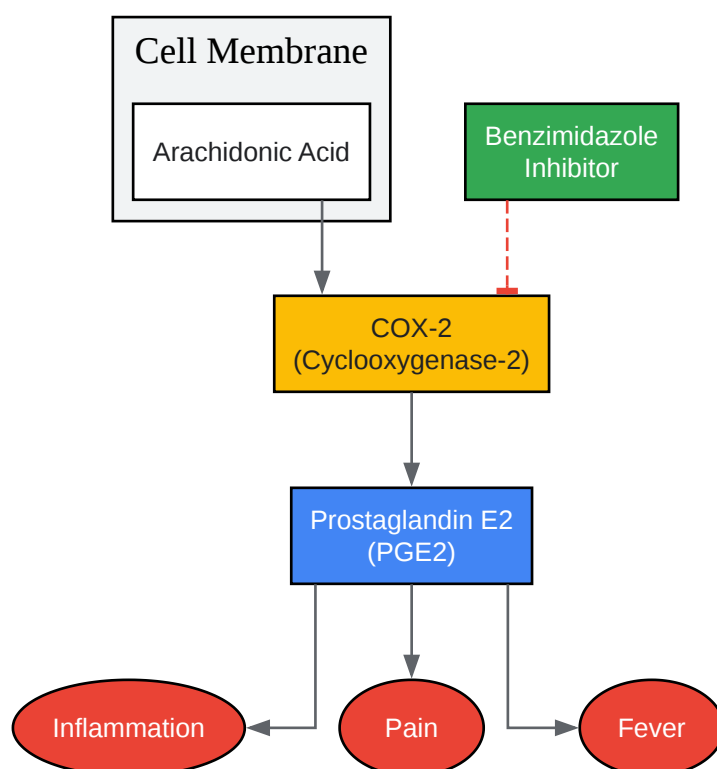 Cell Membrane
Arachidonic Acid
Benzimidazole
Inhibitor
COX-2
(Cyclooxygenase-2)
Prostaglandin E2
(PGE2)
Inflammation
Pain
Fever